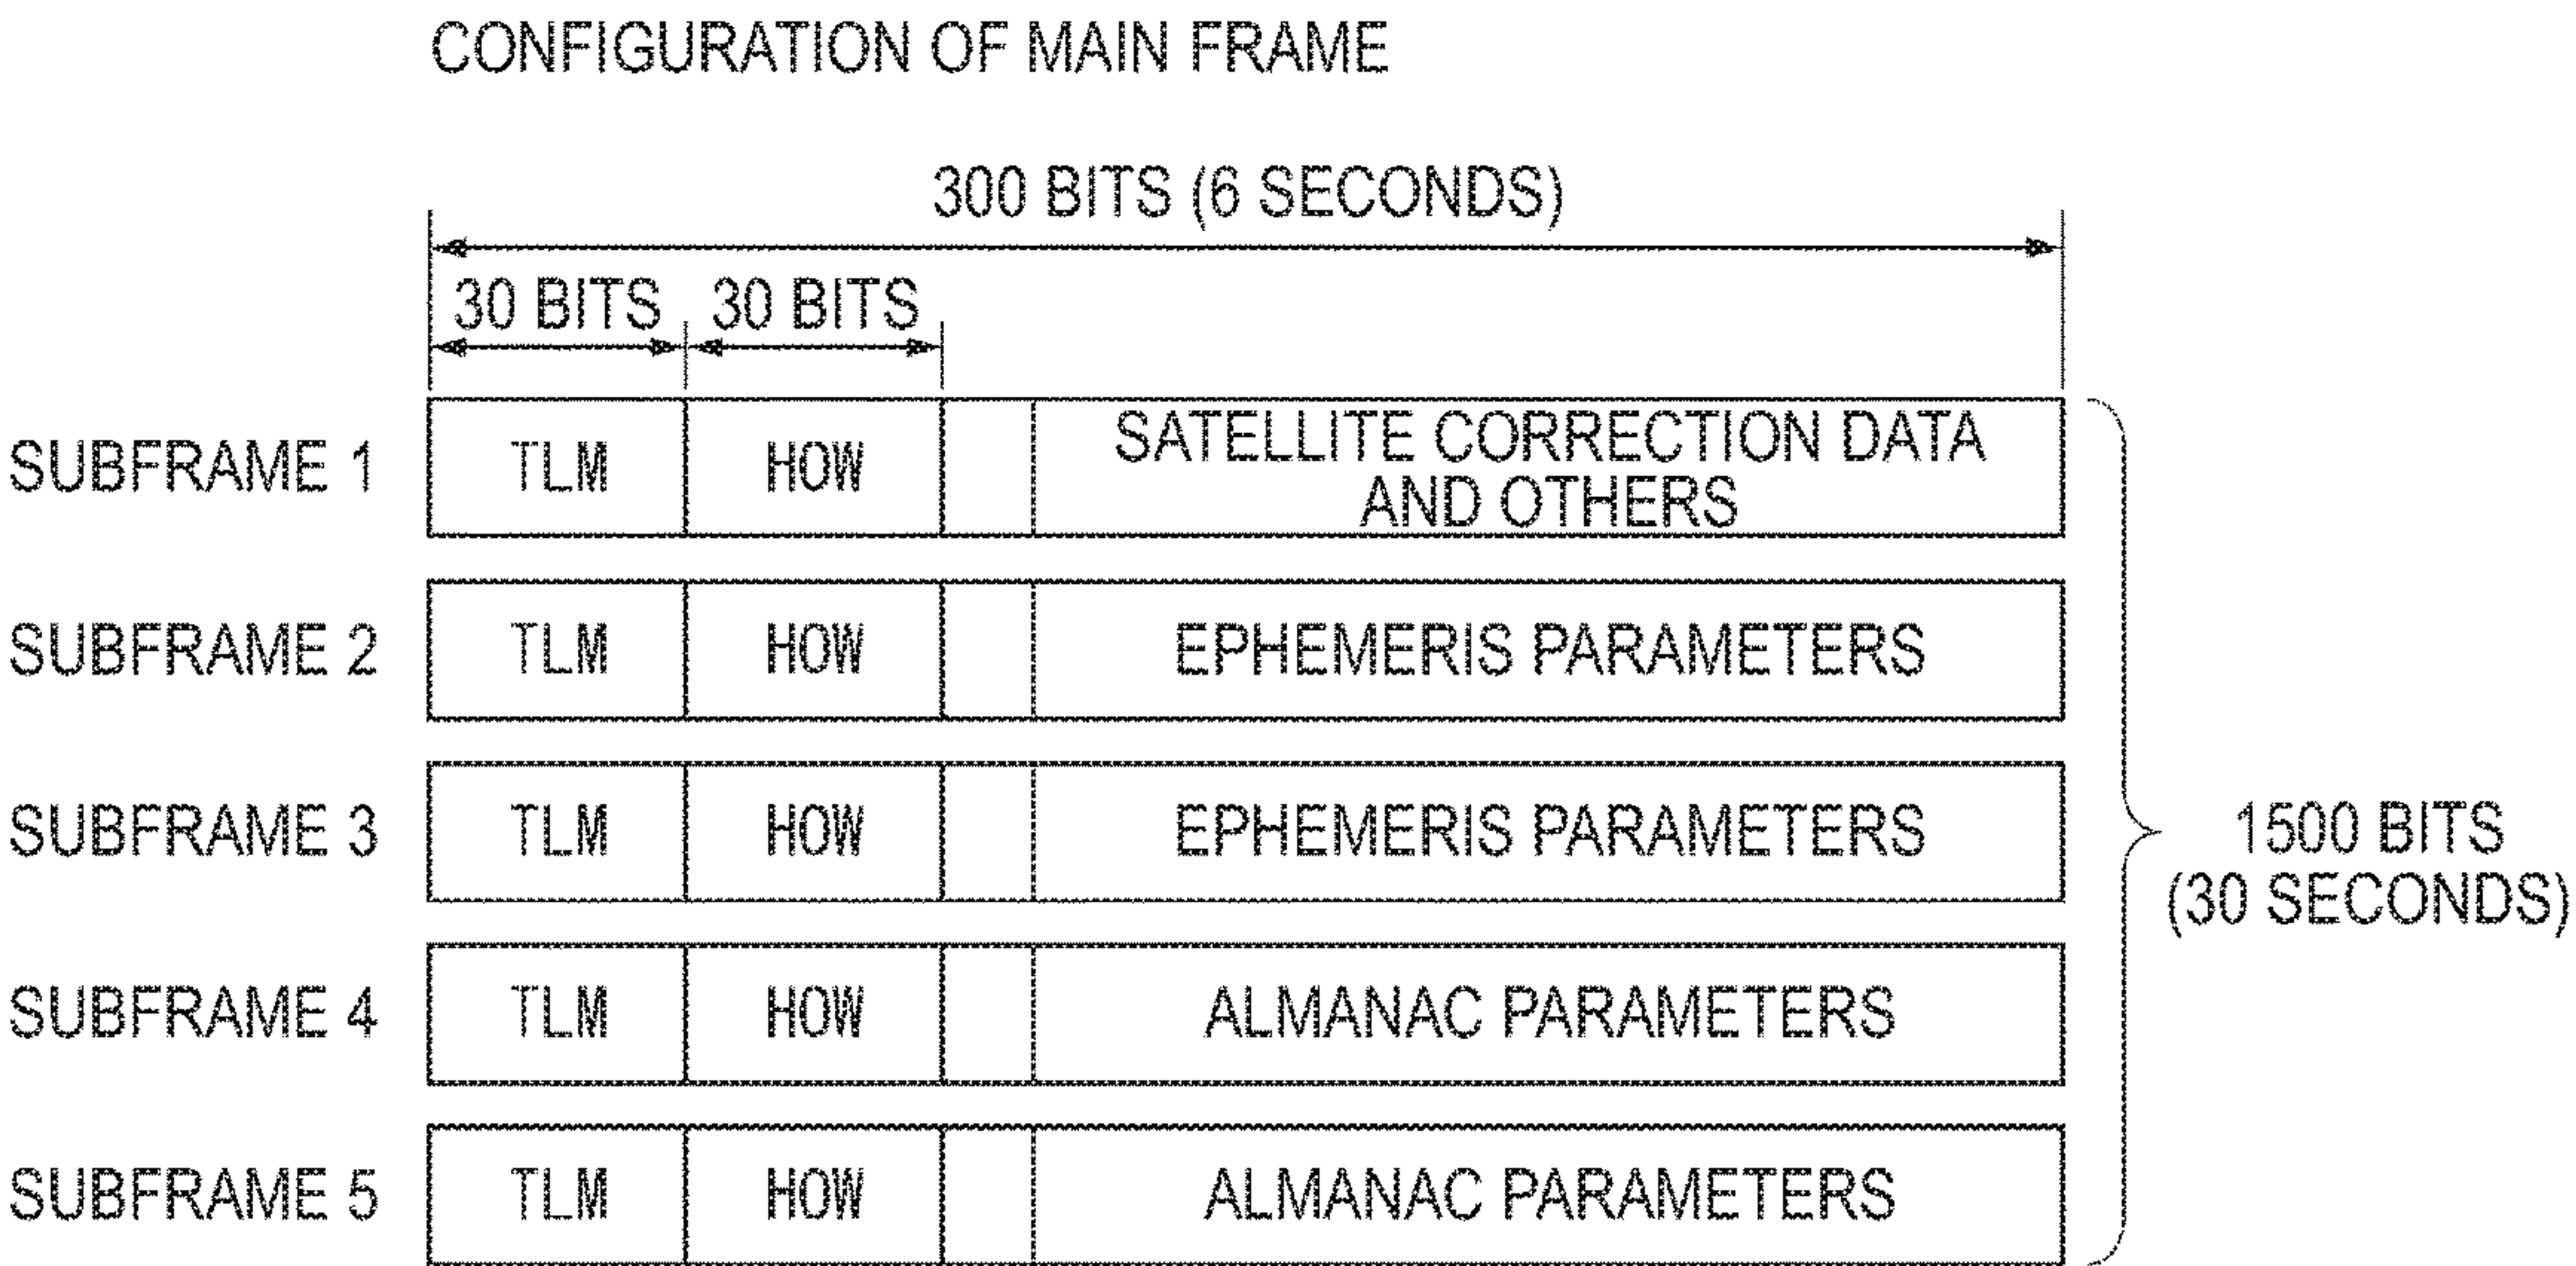 CONFIGURATION OF MAIN FRAME
300 BITS (6 SECONDS)
30 BITS 30 BITS
SUBFRAME 1 TLM HOW SATELLITE CORRECTION DATA
AND OTHERS
SUBFRAME 2 TLM HOW EPHEMERIS PARAMETERS
SUBFRAME 3 TLM HOW EPHEMERIS PARAMETERS
1500 BITS
(30 SECONDS)
SUBFRAME 4 TLM HOW ALMANAC PARAMETERS
SUBFRAME 5 TLM HOW ALMANAC PARAMETERS